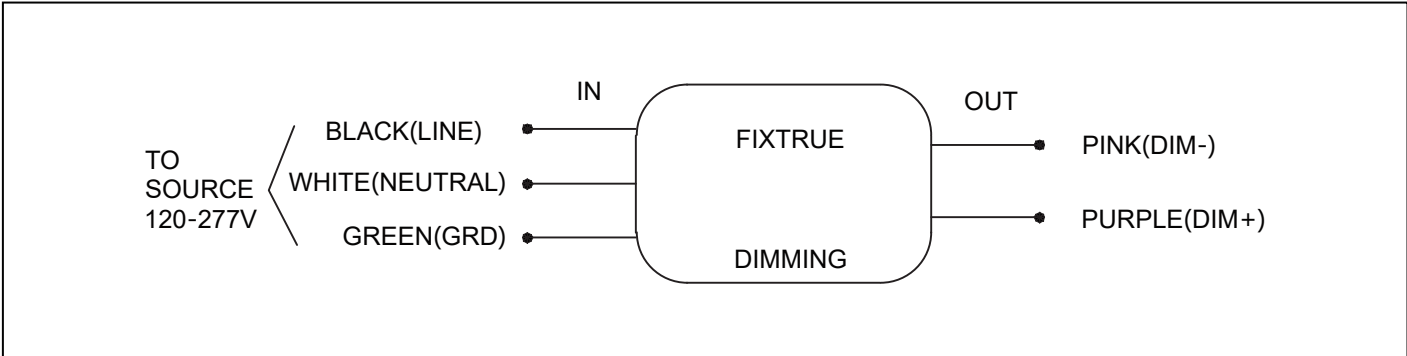 IN
OUT
BLACK(LINE)
FIXTRUE
PINK(DIM-)
TO
SOURCE
120-277V
WHITE(NEUTRAL)
PURPLE(DIM+)
GREEN(GRD)
DIMMING